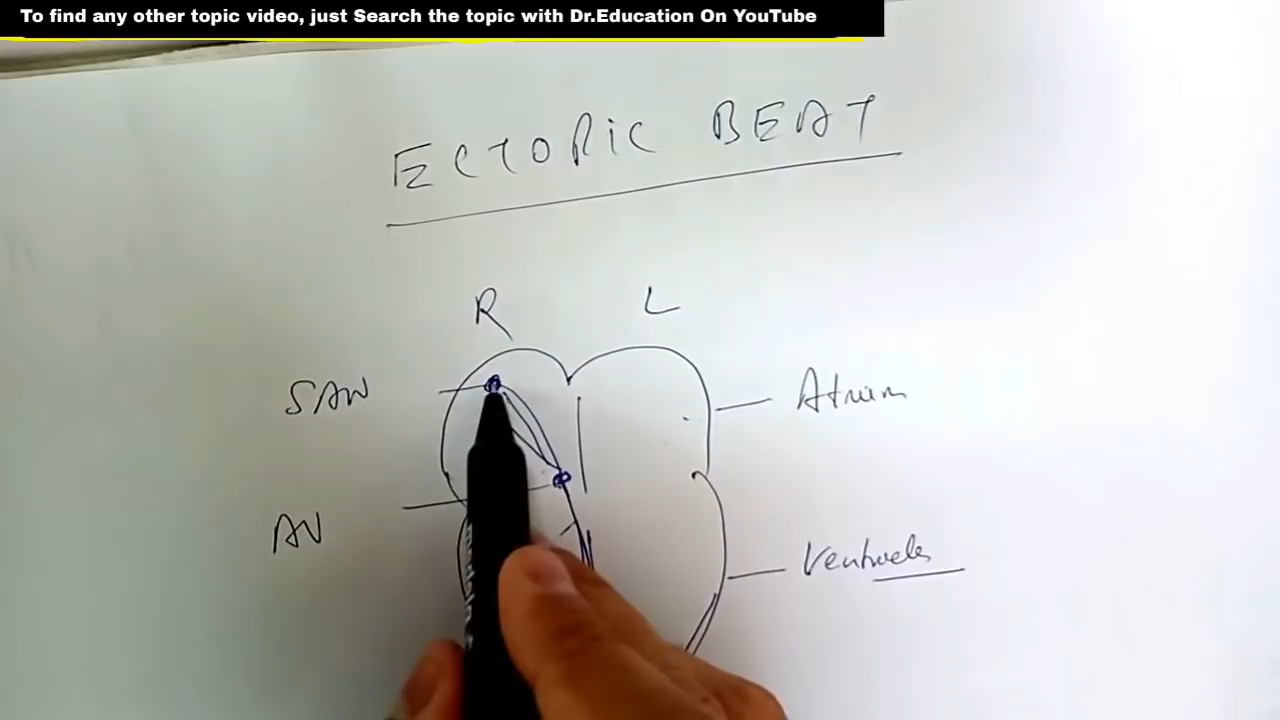 To find any other topic video, just Search the topic with Dr.Education On YouTube
ECTOPIC BEAT
R L
SAN
Atrium
AV
Ventricles